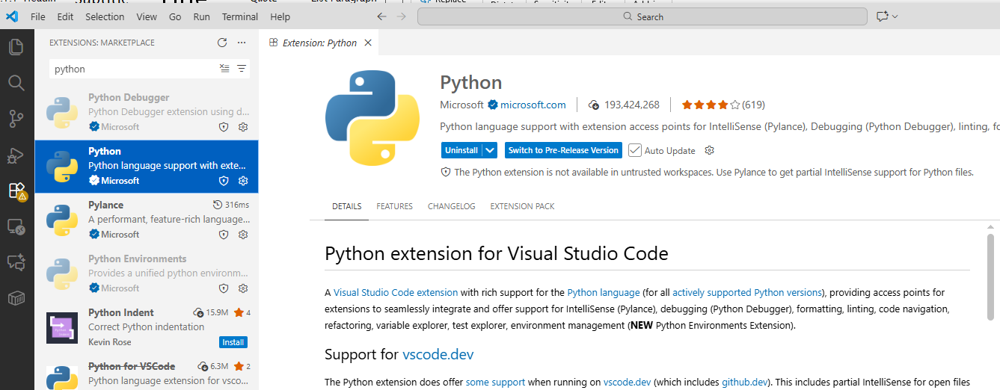 File Edit Selection View Go Run Terminal Help
Search
EXTENSIONS: MARKETPLACE
python
Python Debugger
Python Debugger extension using d...
Microsoft
Python
Python language support with exte...
Microsoft
Pylance 316ms
A performant, feature-rich language...
Microsoft
Python Environments
Provides a unified python environm...
Microsoft
Python Indent 15.9M 4
Correct Python indentation
Kevin Rose Install
Python for VSCode 6.3M 2
Python language extension for vsco...
Extension: Python
Python
Microsoft microsoft.com 193,424,268 (619)
Python language support with extension access points for IntelliSense (Pylance), Debugging (Python Debugger), linting, fo
Uninstall Switch to Pre-Release Version Auto Update
The Python extension is not available in untrusted workspaces. Use Pylance to get partial IntelliSense support for Python files.
DETAILS FEATURES CHANGELOG EXTENSION PACK
Python extension for Visual Studio Code
A Visual Studio Code extension with rich support for the Python language (for all actively supported Python versions), providing access points for
extensions to seamlessly integrate and offer support for IntelliSense (Pylance), debugging (Python Debugger), formatting, linting, code navigation,
refactoring, variable explorer, test explorer, environment management (NEW Python Environments Extension).
Support for vscode.dev
The Python extension does offer some support when running on vscode.dev (which includes github.dev). This includes partial IntelliSense for open files